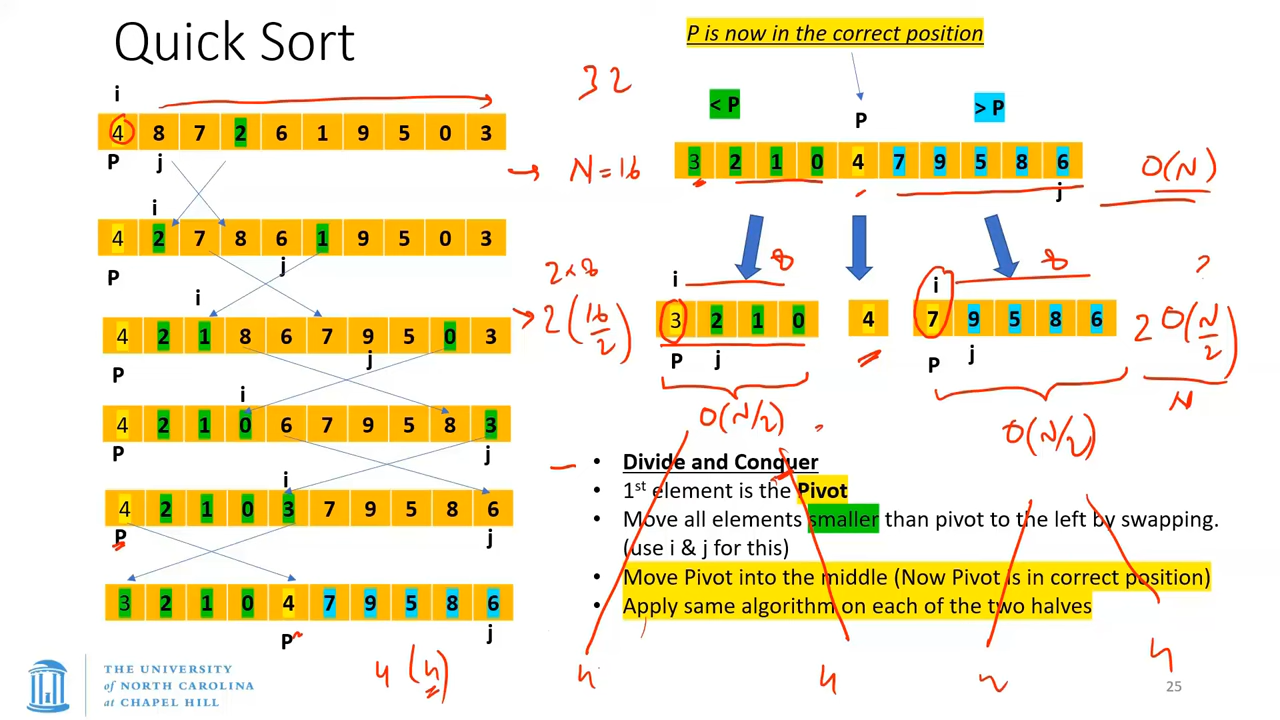 Quick Sort
i
4 8 7 2 6 1 9 5 0 3
P j
i
4 2 7 8 6 1 9 5 0 3
P j
i
4 2 1 8 6 7 9 5 0 3
P j
i
4 2 1 0 6 7 9 5 8 3
P j
i
4 2 1 0 3 7 9 5 8 6
P j
3 2 1 0 4 7 9 5 8 6
P j
4 (4)
32
→ N=16
2×8
→ 2(16/2)
P is now in the correct position
< P
P
> P
3 2 1 0 4 7 9 5 8 6
j
O(N)
i 8
3 2 1 0
P j
4
i 8
7 9 5 8 6
P j
2 O(N/2)
N
O(N/2)
O(N/2)
• Divide and Conquer
• 1st element is the Pivot
• Move all elements smaller than pivot to the left by swapping.
(use i & j for this)
• Move Pivot into the middle (Now Pivot is in correct position)
• Apply same algorithm on each of the two halves
4 4 4
THE UNIVERSITY
of NORTH CAROLINA
at CHAPEL HILL
25